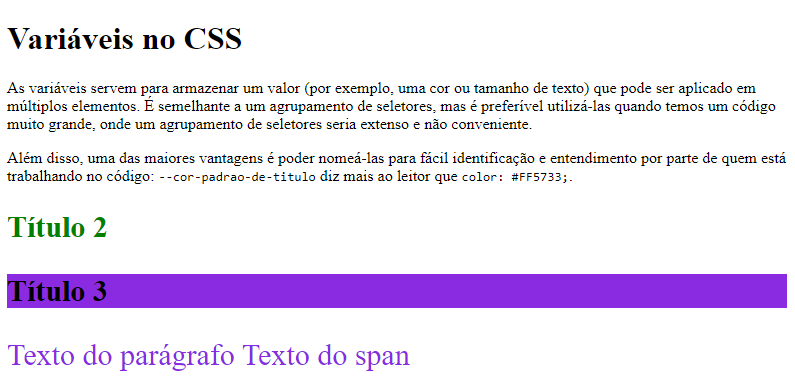 Variáveis no CSS
As variáveis servem para armazenar um valor (por exemplo, uma cor ou tamanho de texto) que pode ser aplicado em
múltiplos elementos. É semelhante a um agrupamento de seletores, mas é preferível utilizá-las quando temos um código
muito grande, onde um agrupamento de seletores seria extenso e não conveniente.
Além disso, uma das maiores vantagens é poder nomeá-las para fácil identificação e entendimento por parte de quem está
trabalhando no código: --cor-padrao-de-titulo diz mais ao leitor que color: #FF5733;.
Título 2
Título 3
Texto do parágrafo Texto do span